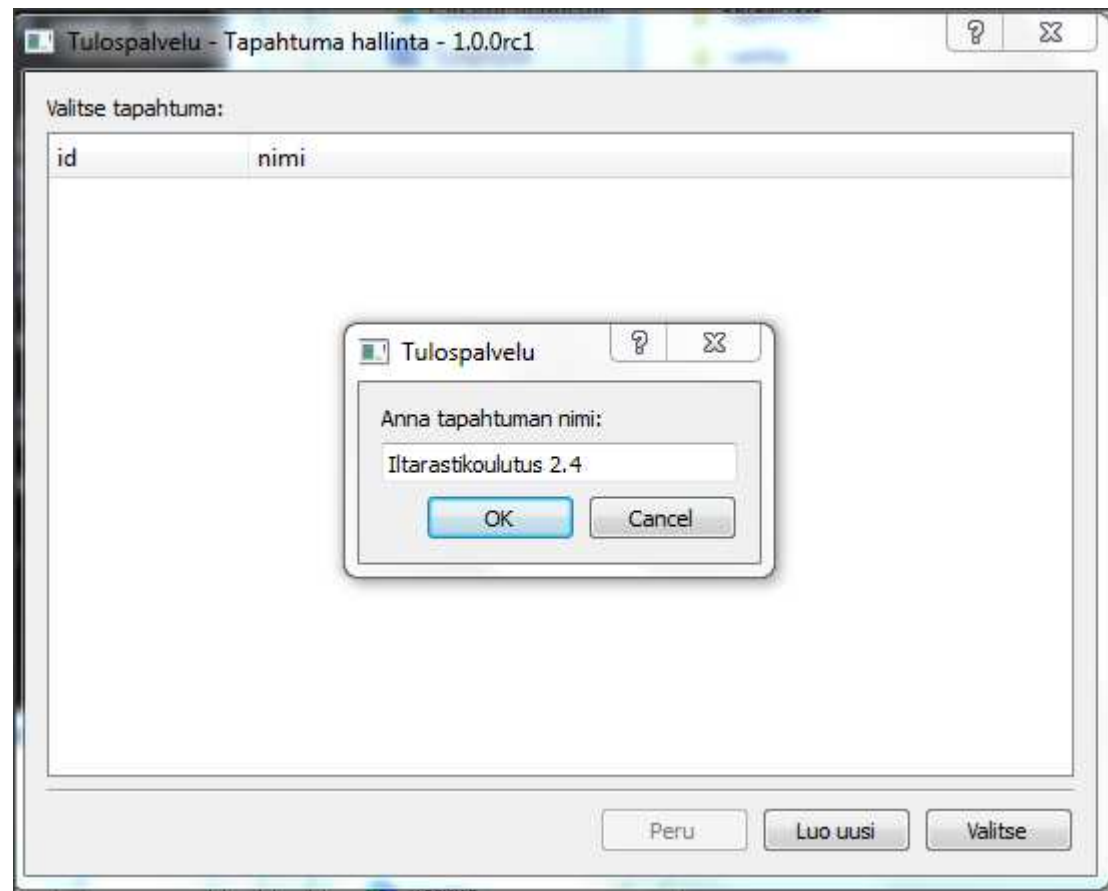 Tulospalvelu - Tapahtuma hallinta - 1.0.0rc1
Valitse tapahtuma:
id nimi
Tulospalvelu
Anna tapahtuman nimi:
Iltarastikoulutus 2.4
OK Cancel
Peru Luo uusi Valitse